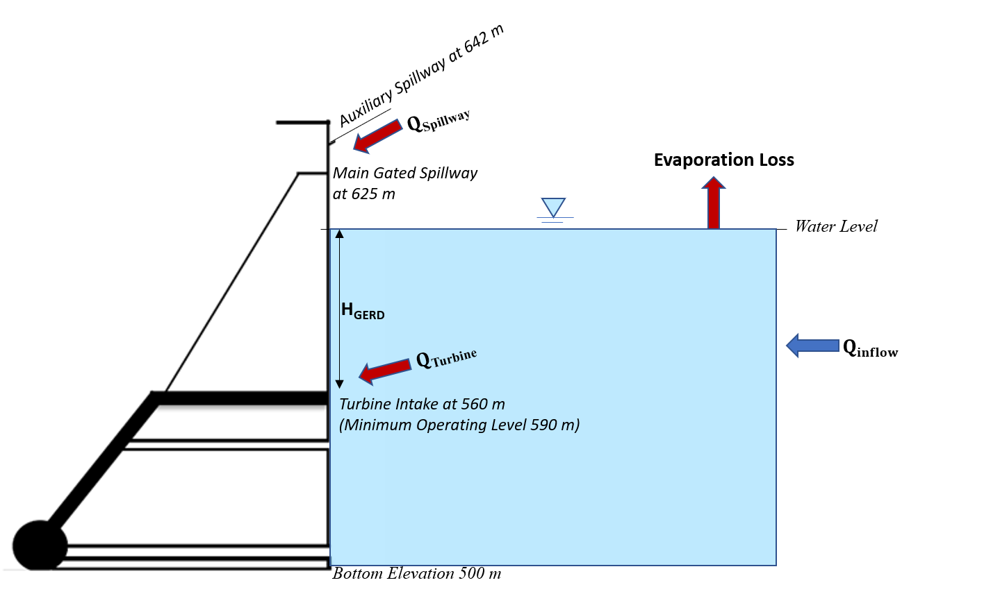 Auxiliary Spillway at 642 m
QSpillway
Main Gated Spillway
at 625 m
Evaporation Loss
Water Level
HGERD
Qinflow
QTurbine
Turbine Intake at 560 m
(Minimum Operating Level 590 m)
Bottom Elevation 500 m